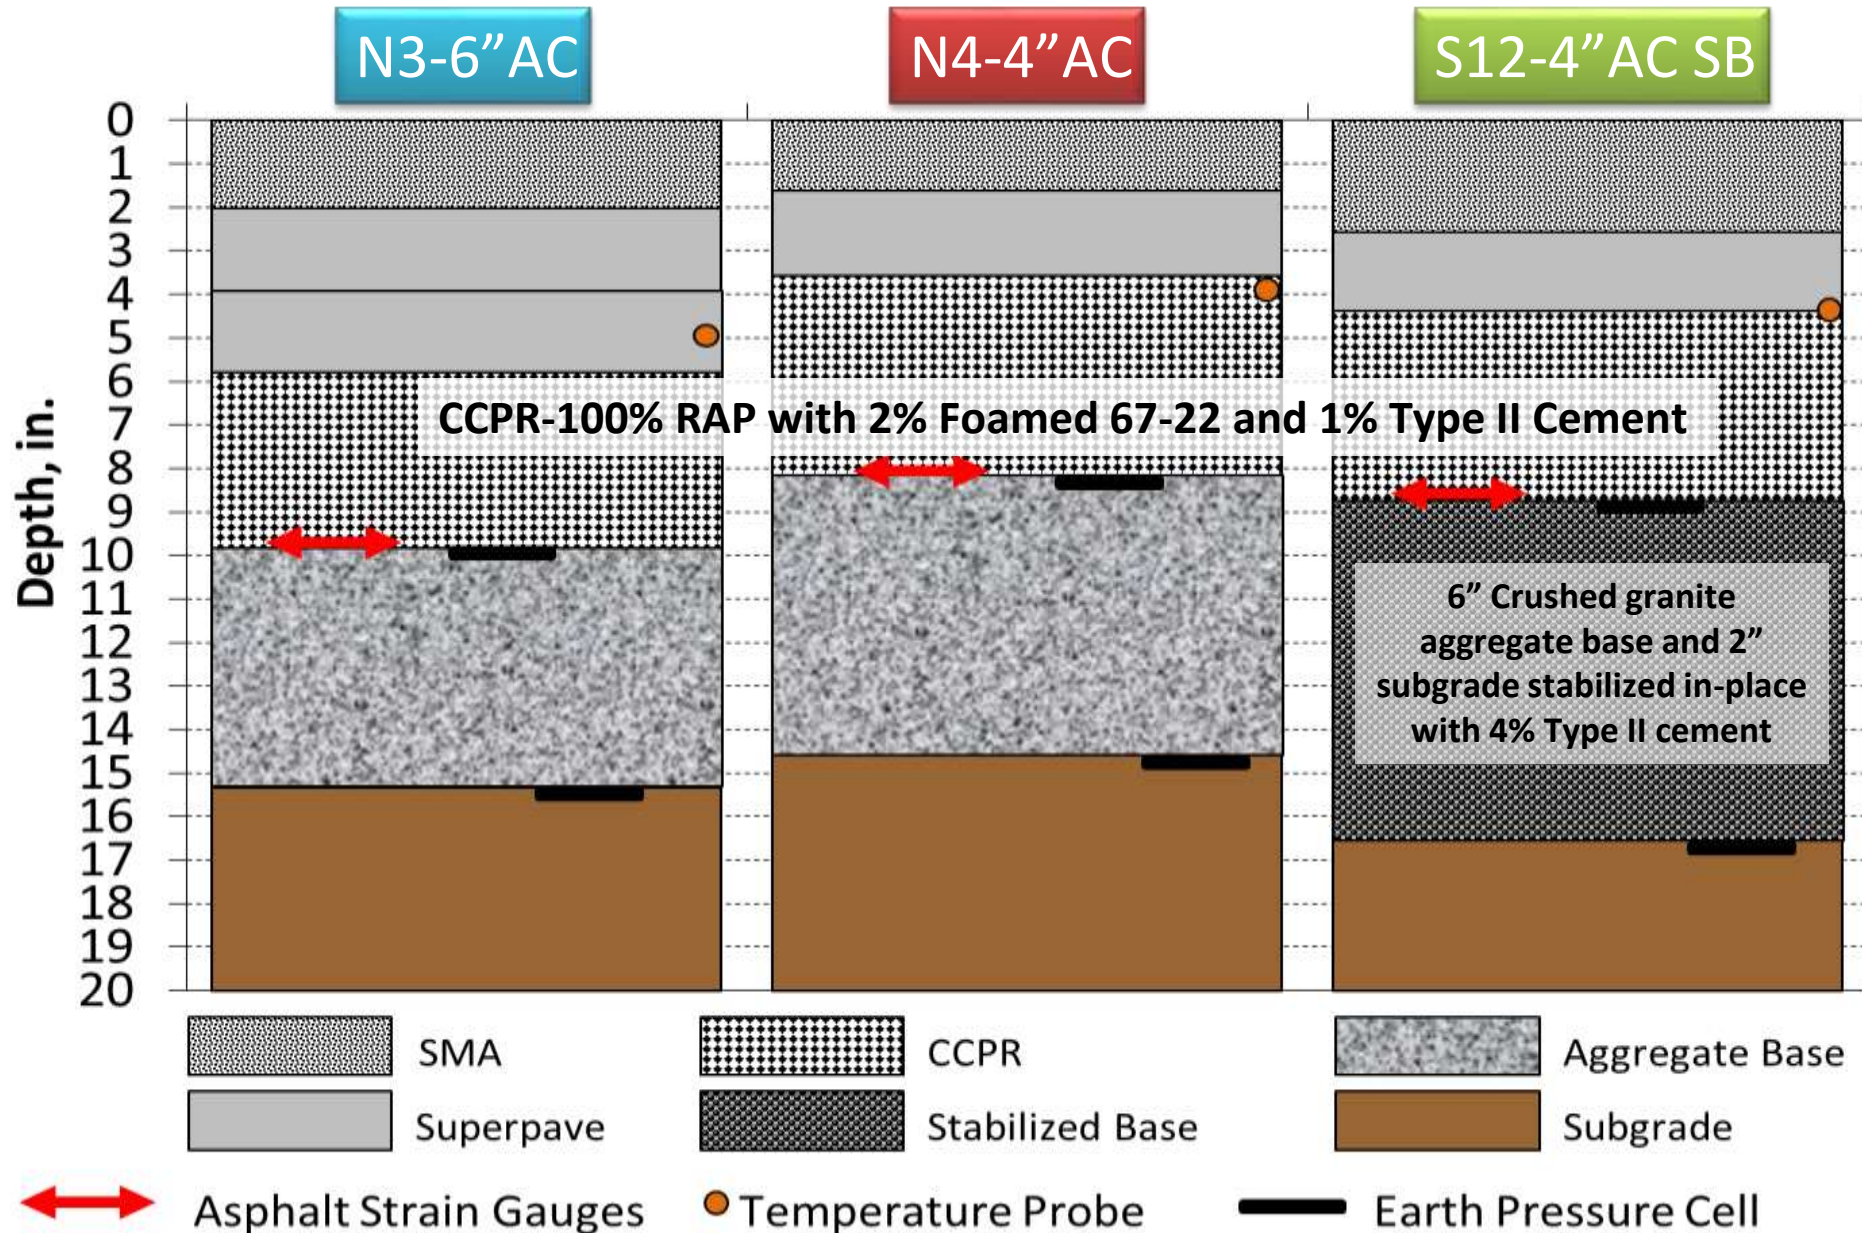 N3-6”AC
N4-4”AC
S12-4”AC SB
Depth, in.
0
1
2
3
4
5
6
7
8
9
10
11
12
13
14
15
16
17
18
19
20
CCPR-100% RAP with 2% Foamed 67-22 and 1% Type II Cement
6” Crushed granite
aggregate base and 2”
subgrade stabilized in-place
with 4% Type II cement
SMA
CCPR
Aggregate Base
Superpave
Stabilized Base
Subgrade
Asphalt Strain Gauges
Temperature Probe
Earth Pressure Cell